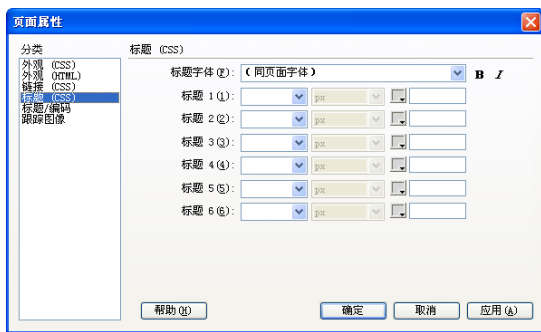 页面属性
分类
标题 (CSS)
外观 (CSS)
外观 (HTML)
链接 (CSS)
标题 (CSS)
标题/编码
跟踪图像
标题字体(F): (同页面字体) B I
标题 1(1): px
标题 2(2): px
标题 3(3): px
标题 4(4): px
标题 5(5): px
标题 6(6): px
帮助(H) 确定 取消 应用(A)